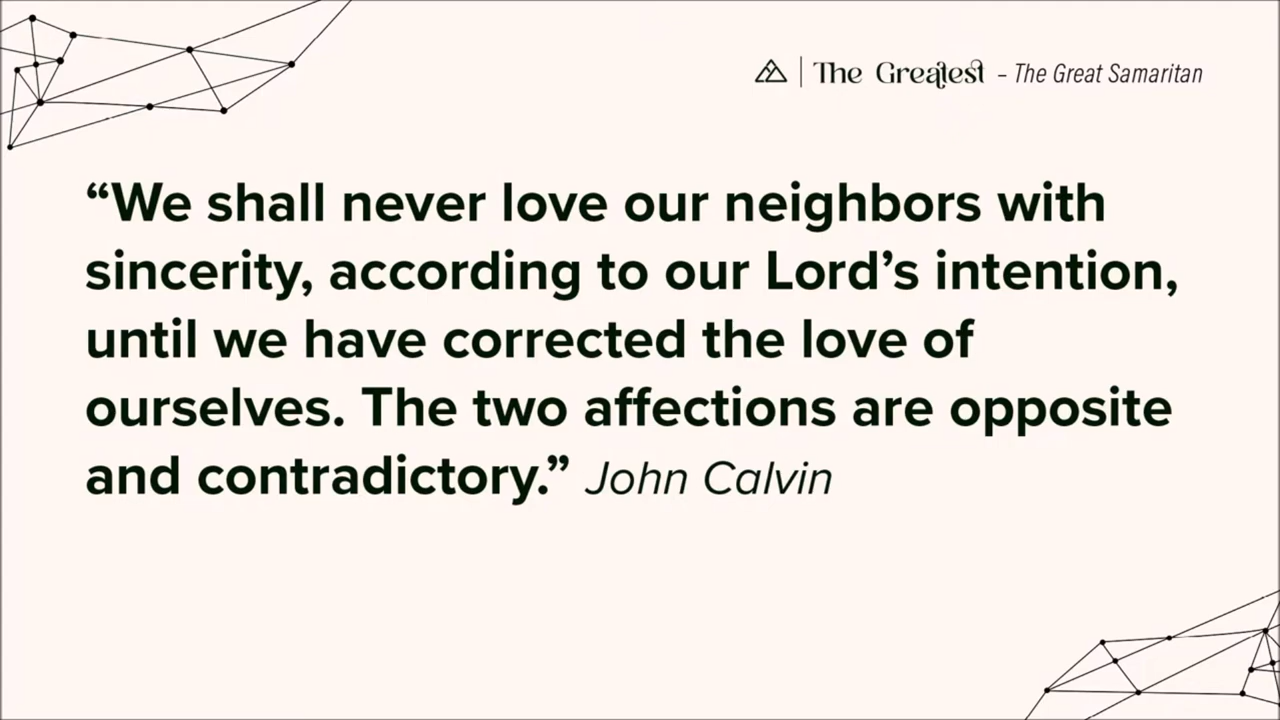 The Greatest – The Great Samaritan
“We shall never love our neighbors with
sincerity, according to our Lord’s intention,
until we have corrected the love of
ourselves. The two affections are opposite
and contradictory.” John Calvin